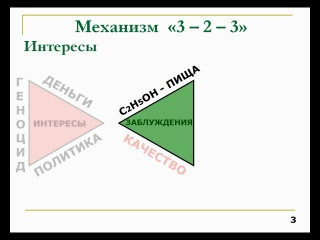 Механизм «3 – 2 – 3»
Интересы
ГЕНОЦИД
ДЕНЬГИ
ИНТЕРЕСЫ
ПОЛИТИКА
C₂H₅OH – ПИЩА
ЗАБЛУЖДЕНИЯ
КАЧЕСТВО
3